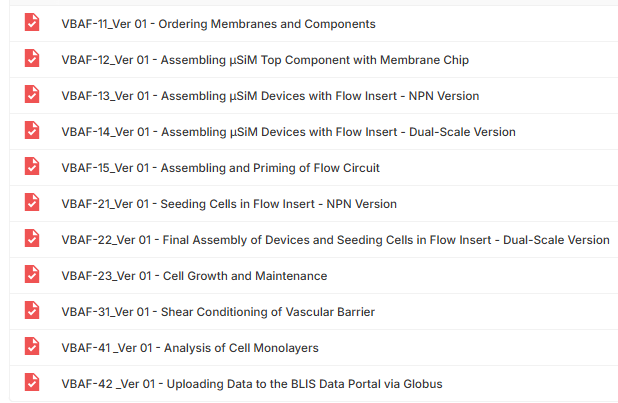 VBAF-11_Ver 01 - Ordering Membranes and Components
VBAF-12_Ver 01 - Assembling µSiM Top Component with Membrane Chip
VBAF-13_Ver 01 - Assembling µSiM Devices with Flow Insert - NPN Version
VBAF-14_Ver 01 - Assembling µSiM Devices with Flow Insert - Dual-Scale Version
VBAF-15_Ver 01 - Assembling and Priming of Flow Circuit
VBAF-21_Ver 01 - Seeding Cells in Flow Insert - NPN Version
VBAF-22_Ver 01 - Final Assembly of Devices and Seeding Cells in Flow Insert - Dual-Scale Version
VBAF-23_Ver 01 - Cell Growth and Maintenance
VBAF-31_Ver 01 - Shear Conditioning of Vascular Barrier
VBAF-41 _Ver 01 - Analysis of Cell Monolayers
VBAF-42 _Ver 01 - Uploading Data to the BLIS Data Portal via Globus